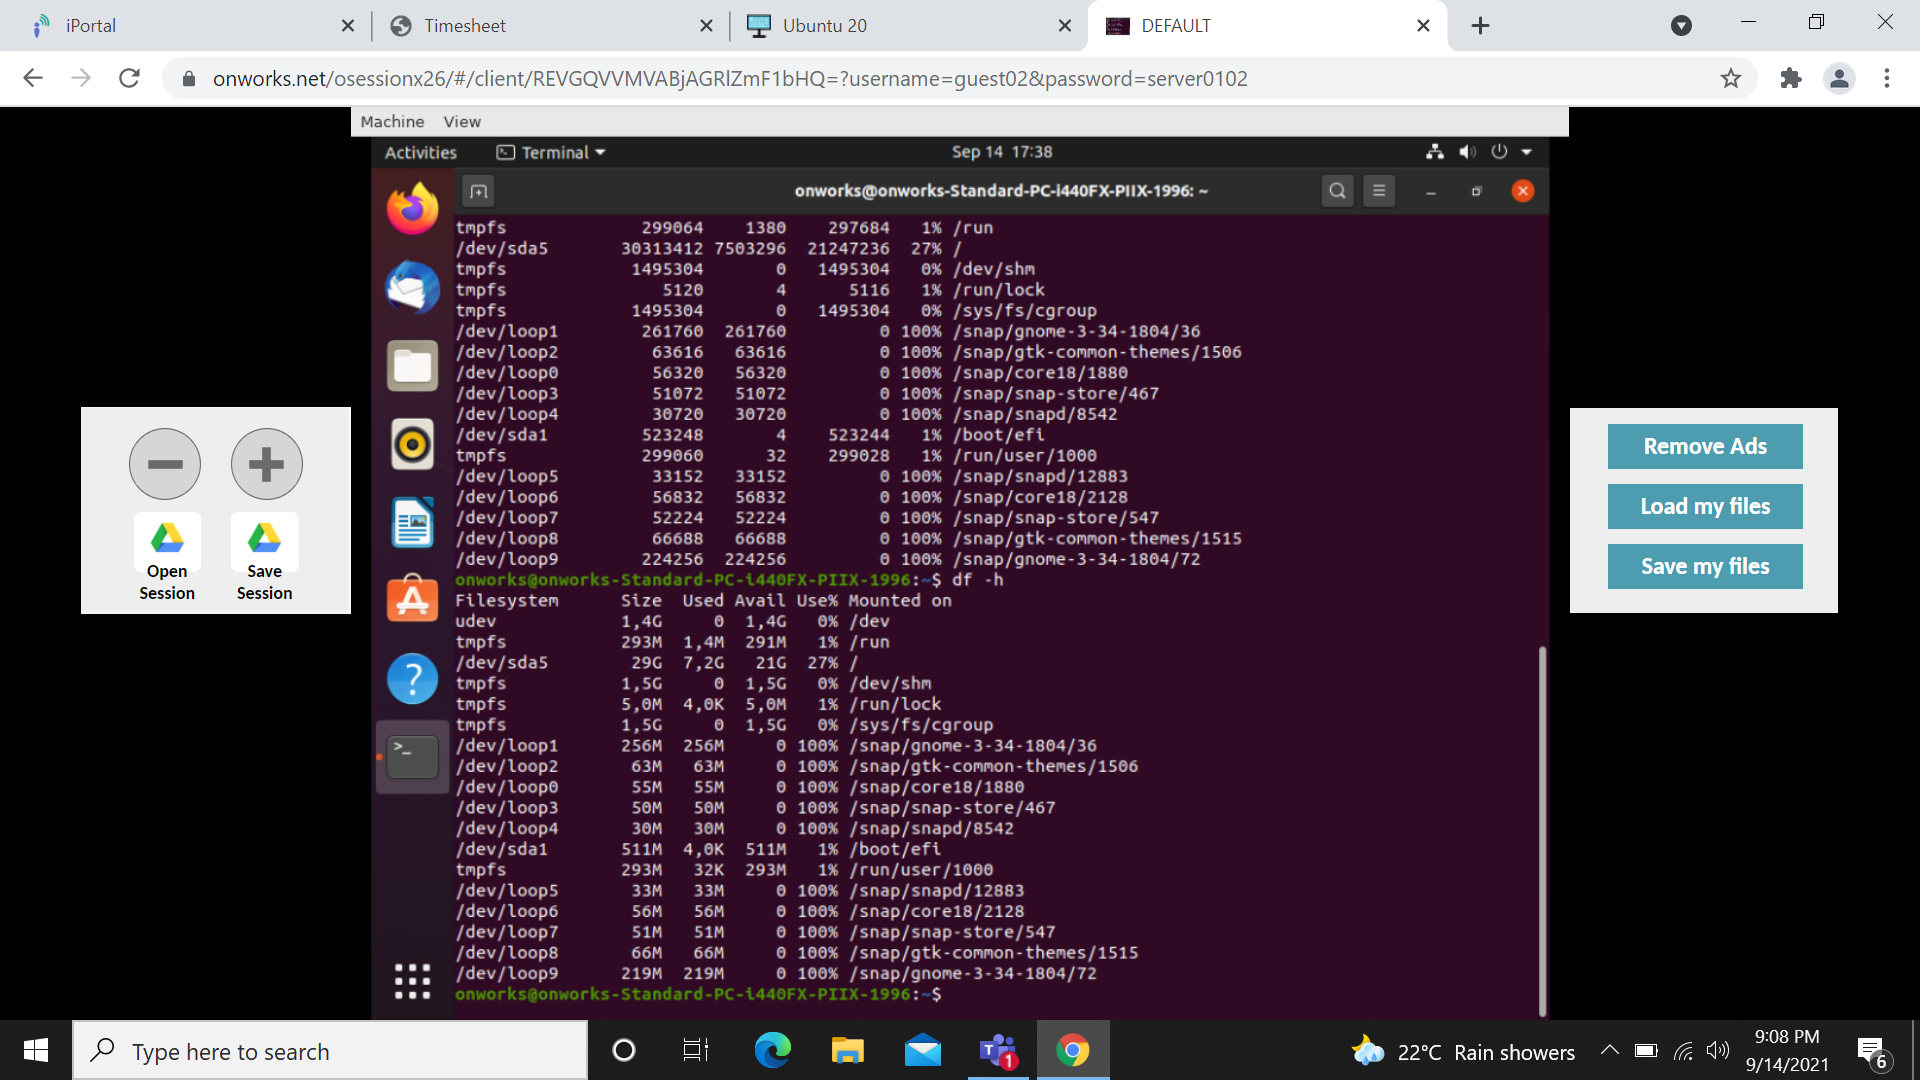 iPortal
Timesheet
Ubuntu 20
DEFAULT
onworks.net/osessionx26/#/client/REVGQVVMVABjAGRlZmF1bHQ=?username=guest02&password=server0102
Machine View
Activities Terminal Sep 14 17:38
onworks@onworks-Standard-PC-i440FX-PIIX-1996: ~
tmpfs 299064 1380 297684 1% /run
/dev/sda5 30313412 7503296 21247236 27% /
tmpfs 1495304 0 1495304 0% /dev/shm
tmpfs 5120 4 5116 1% /run/lock
tmpfs 1495304 0 1495304 0% /sys/fs/cgroup
/dev/loop1 261760 261760 0 100% /snap/gnome-3-34-1804/36
/dev/loop2 63616 63616 0 100% /snap/gtk-common-themes/1506
/dev/loop0 56320 56320 0 100% /snap/core18/1880
/dev/loop3 51072 51072 0 100% /snap/snap-store/467
/dev/loop4 30720 30720 0 100% /snap/snapd/8542
/dev/sda1 523248 4 523244 1% /boot/efi
tmpfs 299060 32 299028 1% /run/user/1000
/dev/loop5 33152 33152 0 100% /snap/snapd/12883
/dev/loop6 56832 56832 0 100% /snap/core18/2128
/dev/loop7 52224 52224 0 100% /snap/snap-store/547
/dev/loop8 66688 66688 0 100% /snap/gtk-common-themes/1515
/dev/loop9 224256 224256 0 100% /snap/gnome-3-34-1804/72
onworks@onworks-Standard-PC-i440FX-PIIX-1996:~$ df -h
Filesystem Size Used Avail Use% Mounted on
udev 1,4G 0 1,4G 0% /dev
tmpfs 293M 1,4M 291M 1% /run
/dev/sda5 29G 7,2G 21G 27% /
tmpfs 1,5G 0 1,5G 0% /dev/shm
tmpfs 5,0M 4,0K 5,0M 1% /run/lock
tmpfs 1,5G 0 1,5G 0% /sys/fs/cgroup
/dev/loop1 256M 256M 0 100% /snap/gnome-3-34-1804/36
/dev/loop2 63M 63M 0 100% /snap/gtk-common-themes/1506
/dev/loop0 55M 55M 0 100% /snap/core18/1880
/dev/loop3 50M 50M 0 100% /snap/snap-store/467
/dev/loop4 30M 30M 0 100% /snap/snapd/8542
/dev/sda1 511M 4,0K 511M 1% /boot/efi
tmpfs 293M 32K 293M 1% /run/user/1000
/dev/loop5 33M 33M 0 100% /snap/snapd/12883
/dev/loop6 56M 56M 0 100% /snap/core18/2128
/dev/loop7 51M 51M 0 100% /snap/snap-store/547
/dev/loop8 66M 66M 0 100% /snap/gtk-common-themes/1515
/dev/loop9 219M 219M 0 100% /snap/gnome-3-34-1804/72
onworks@onworks-Standard-PC-i440FX-PIIX-1996:~$
Open
Session
Save
Session
Remove Ads
Load my files
Save my files
Type here to search
T
1
22°C Rain showers
9:08 PM
9/14/2021
6